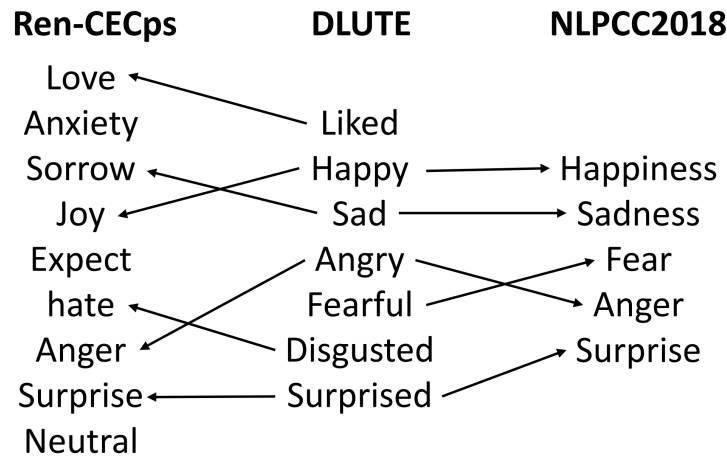 Ren-CECps DLUTE NLPCC2018
Love
Anxiety Liked
Sorrow Happy Happiness
Joy Sad Sadness
Expect Angry Fear
hate Fearful Anger
Anger Disgusted Surprise
Surprise Surprised
Neutral